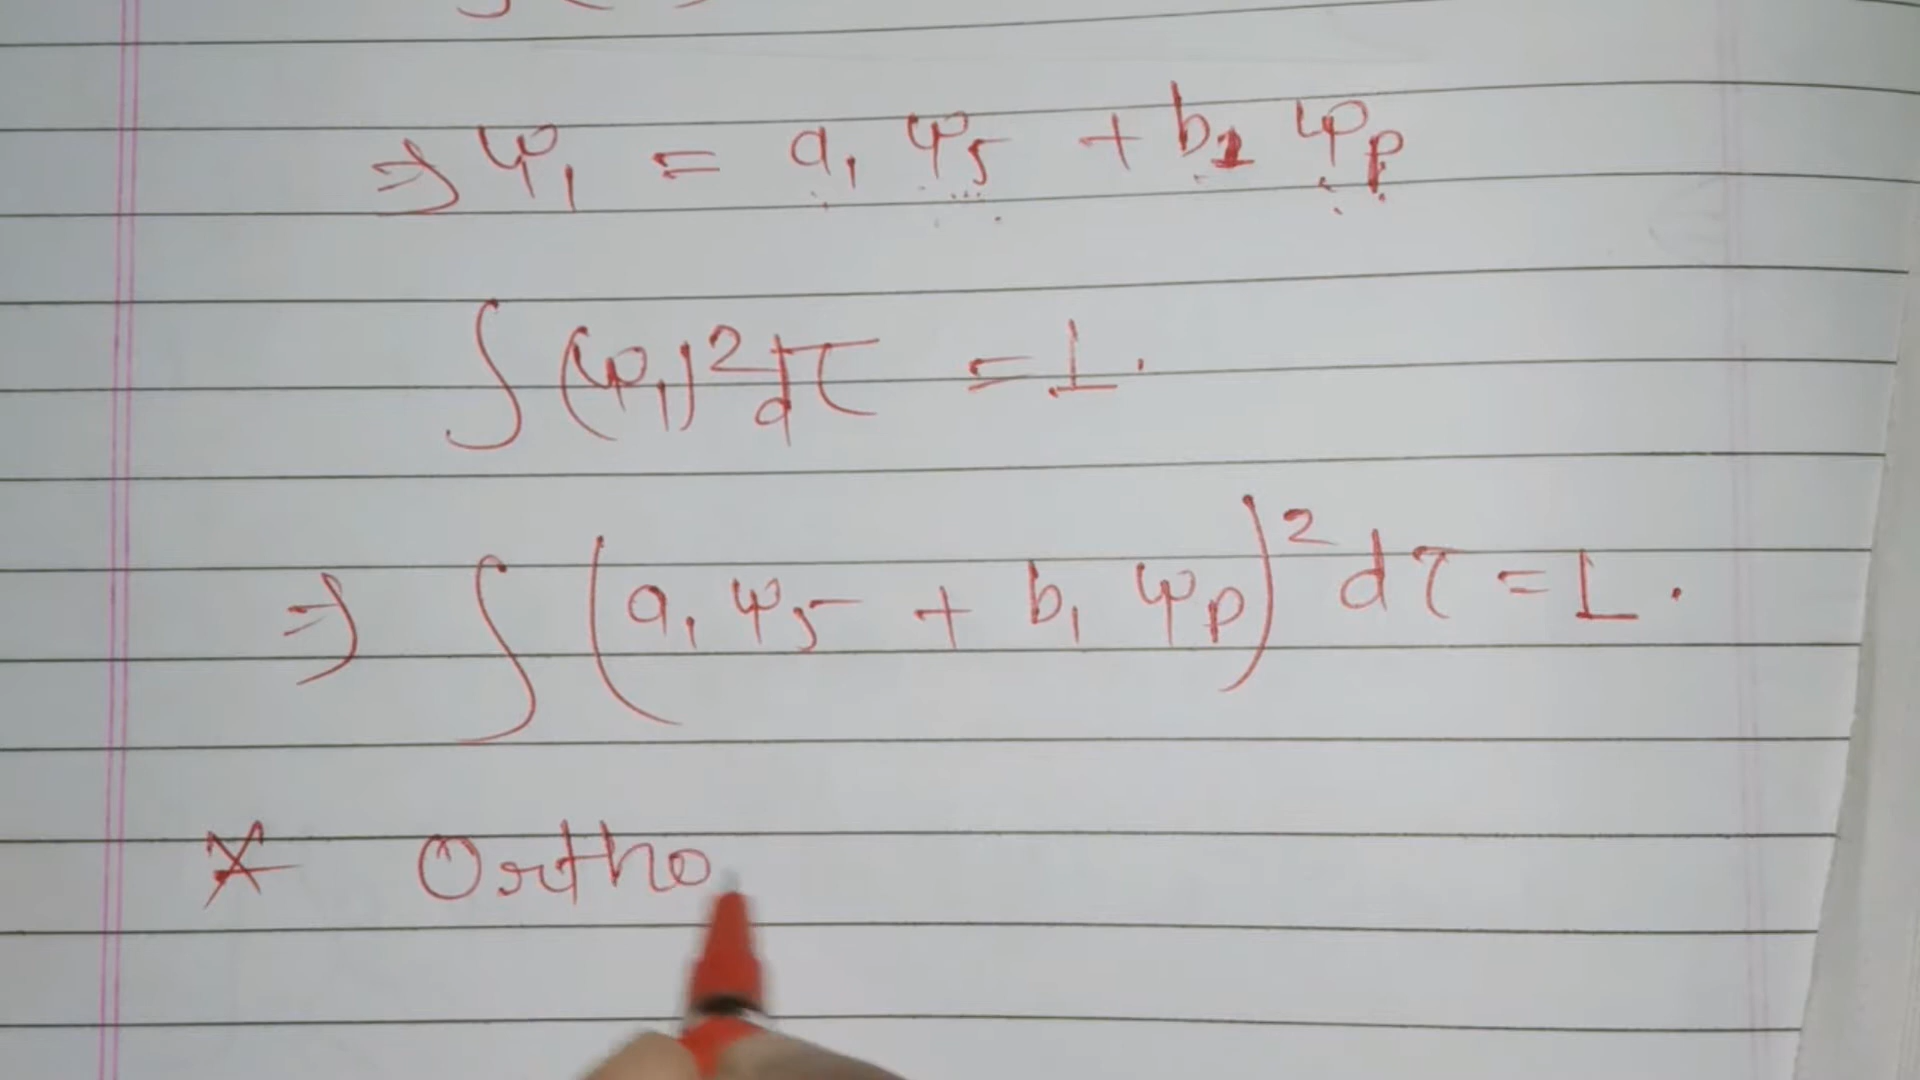 ⇒ ψ₁ = a₁ ψₛ + b₁ ψₚ
∫ (ψ₁)² dτ = 1.
⇒ ∫ (a₁ ψₛ + b₁ ψₚ)² dτ = 1.
* Ortho